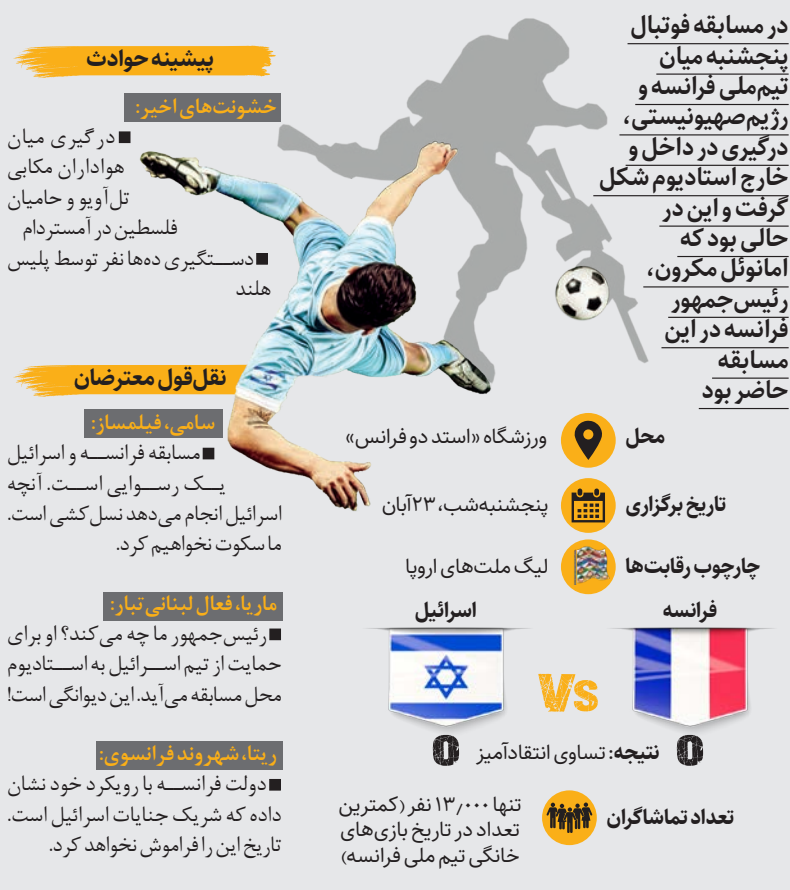 در مسابقه فوتبال
پنجشنبه میان
تیم‌ملی فرانسه و
رژیم‌صهیونیستی،
درگیری در داخل و
خارج استادیوم شکل
گرفت و این در
حالی بود که
امانوئل مکرون،
رئیس‌جمهور
فرانسه در این
مسابقه
حاضر بود
محل
ورزشگاه «استد دو فرانس»
تاریخ برگزاری
پنجشنبه‌شب، ۲۳آبان
چارچوب رقابت‌ها
لیگ ملت‌های اروپا
فرانسه
اسرائیل
Vs
0 نتیجه: تساوی انتقادآمیز 0
تعداد تماشاگران
تنها ۱۳٫۰۰۰ نفر (کمترین
تعداد در تاریخ بازی‌های
خانگی تیم ملی فرانسه)
پیشینه حوادث
خشونت‌های اخیر:
■درگیری میان
هواداران مکابی
تل‌آویو و حامیان
فلسطین در آمستردام
■دســتگیری ده‌ها نفر توسط پلیس
هلند
نقل‌قول معترضان
سامی، فیلمساز:
■مسابقه فرانســه و اسرائیل
یــک رســوایی اســت. آنچه
اسرائیل انجام می‌دهد نسل‌کشی است.
ما سکوت نخواهیم کرد.
ماریا، فعال لبنانی‌تبار:
■رئیس‌جمهور ما چه می‌کند؟ او برای
حمایت از تیم اســرائیل به اســتادیوم
محل مسابقه می‌آید. این دیوانگی است!
ریتا، شهروند فرانسوی:
■دولت فرانســه با رویکرد خود نشان
داده که شریک جنایات اسرائیل است.
تاریخ این را فراموش نخواهد کرد.